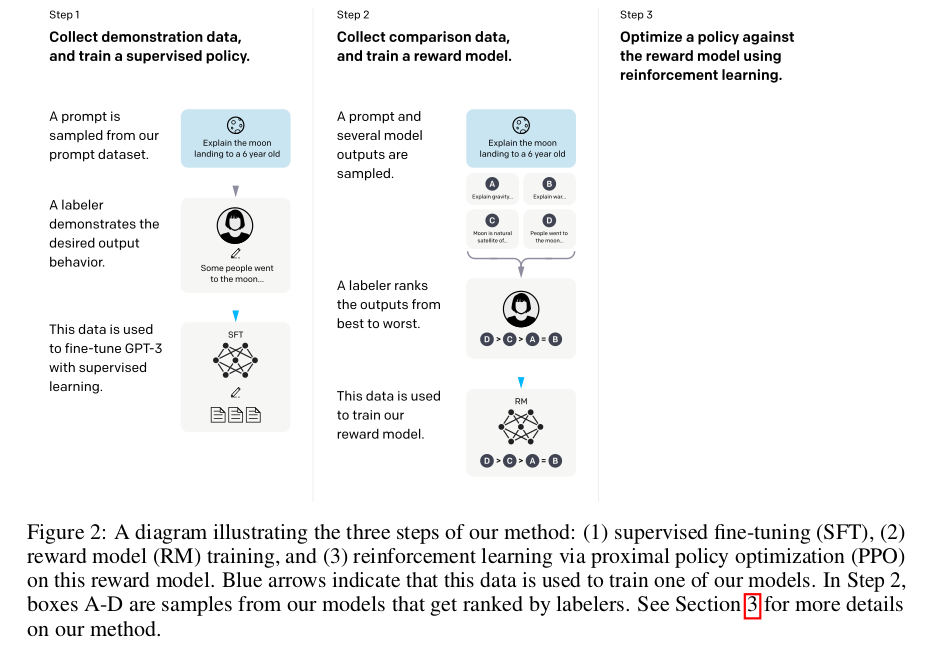 Step 1
Collect demonstration data,
and train a supervised policy.
A prompt is
sampled from our
prompt dataset.
Explain the moon
landing to a 6 year old
A labeler
demonstrates the
desired output
behavior.
Some people went
to the moon...
This data is used
to fine-tune GPT-3
with supervised
learning.
SFT
Step 2
Collect comparison data,
and train a reward model.
A prompt and
several model
outputs are
sampled.
Explain the moon
landing to a 6 year old
A
Explain gravity...
B
Explain war...
C
Moon is natural
satellite of...
D
People went to
the moon...
A labeler ranks
the outputs from
best to worst.
D > C > A = B
This data is used
to train our
reward model.
RM
D > C > A = B
Step 3
Optimize a policy against
the reward model using
reinforcement learning.
Figure 2: A diagram illustrating the three steps of our method: (1) supervised fine-tuning (SFT), (2)
reward model (RM) training, and (3) reinforcement learning via proximal policy optimization (PPO)
on this reward model. Blue arrows indicate that this data is used to train one of our models. In Step 2,
boxes A-D are samples from our models that get ranked by labelers. See Section 3 for more details
on our method.